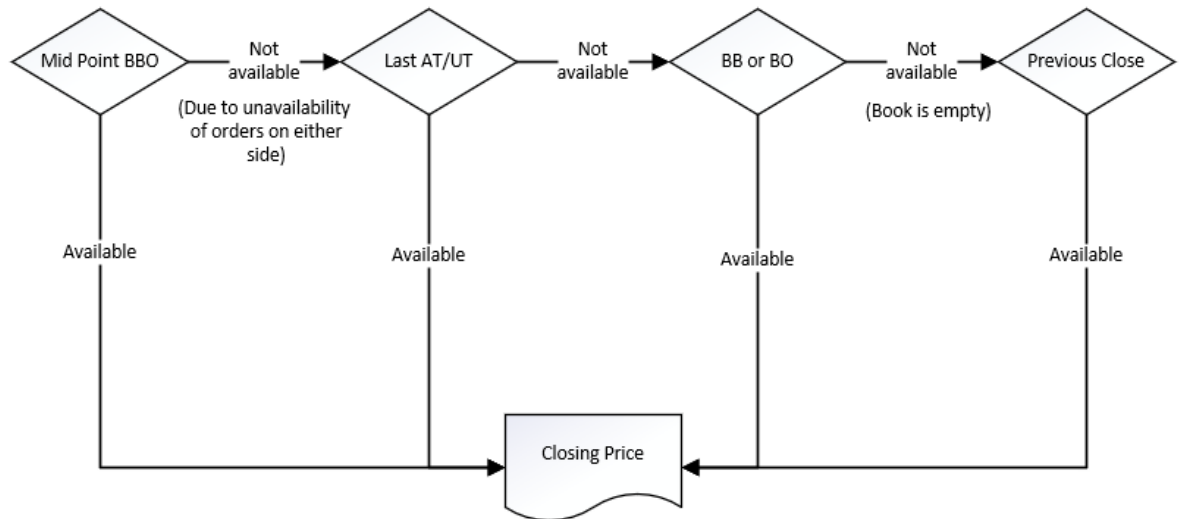 Mid Point BBO
Not
available
(Due to unavailability
of orders on either
side)
Last AT/UT
Not
available
BB or BO
Not
available
(Book is empty)
Previous Close
Available
Available
Available
Available
Closing Price